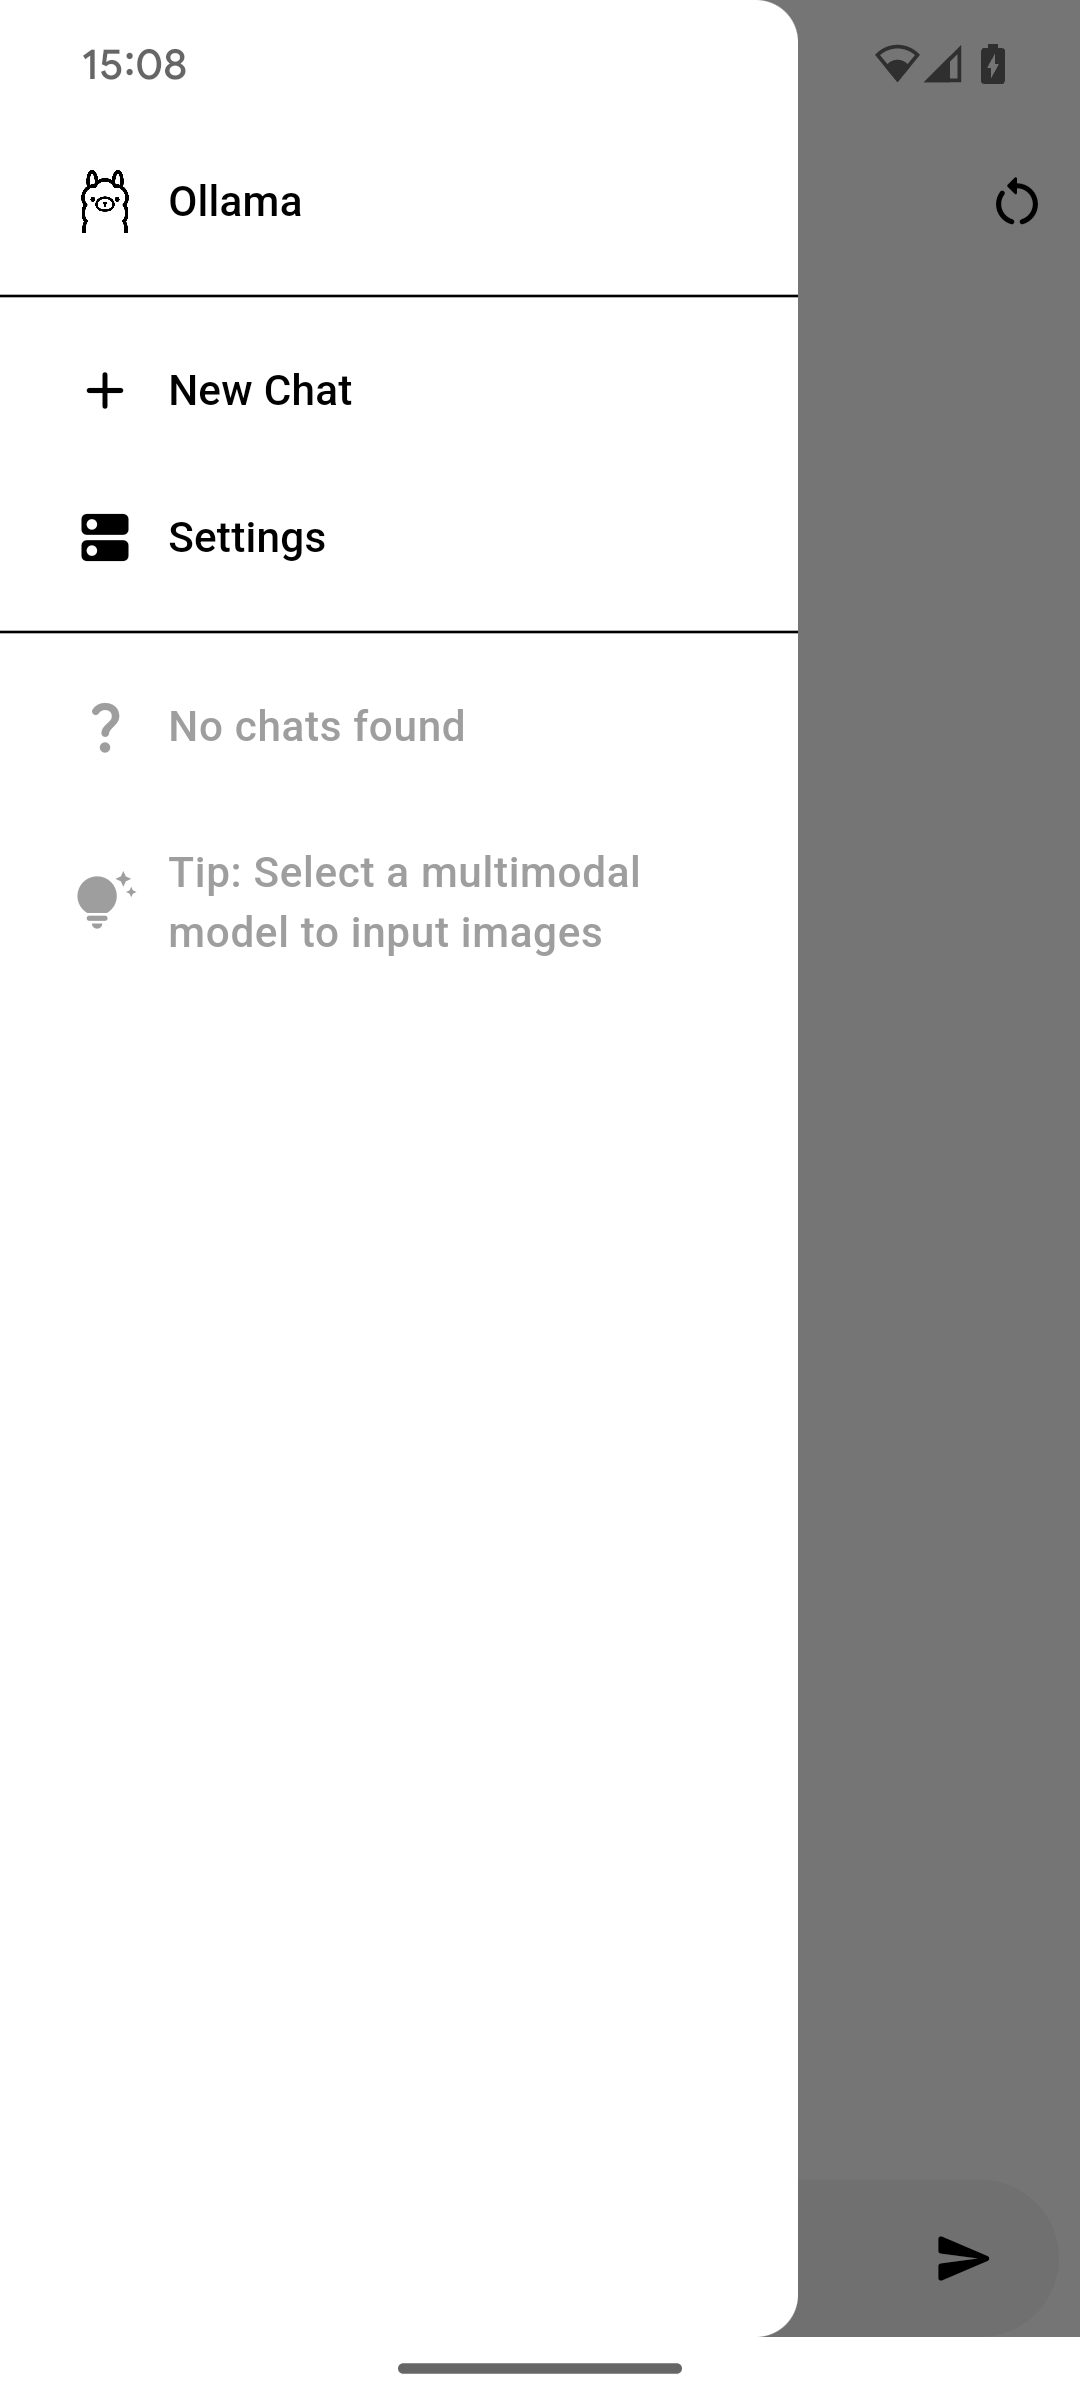 15:08
Ollama
New Chat
Settings
No chats found
Tip: Select a multimodal
model to input images